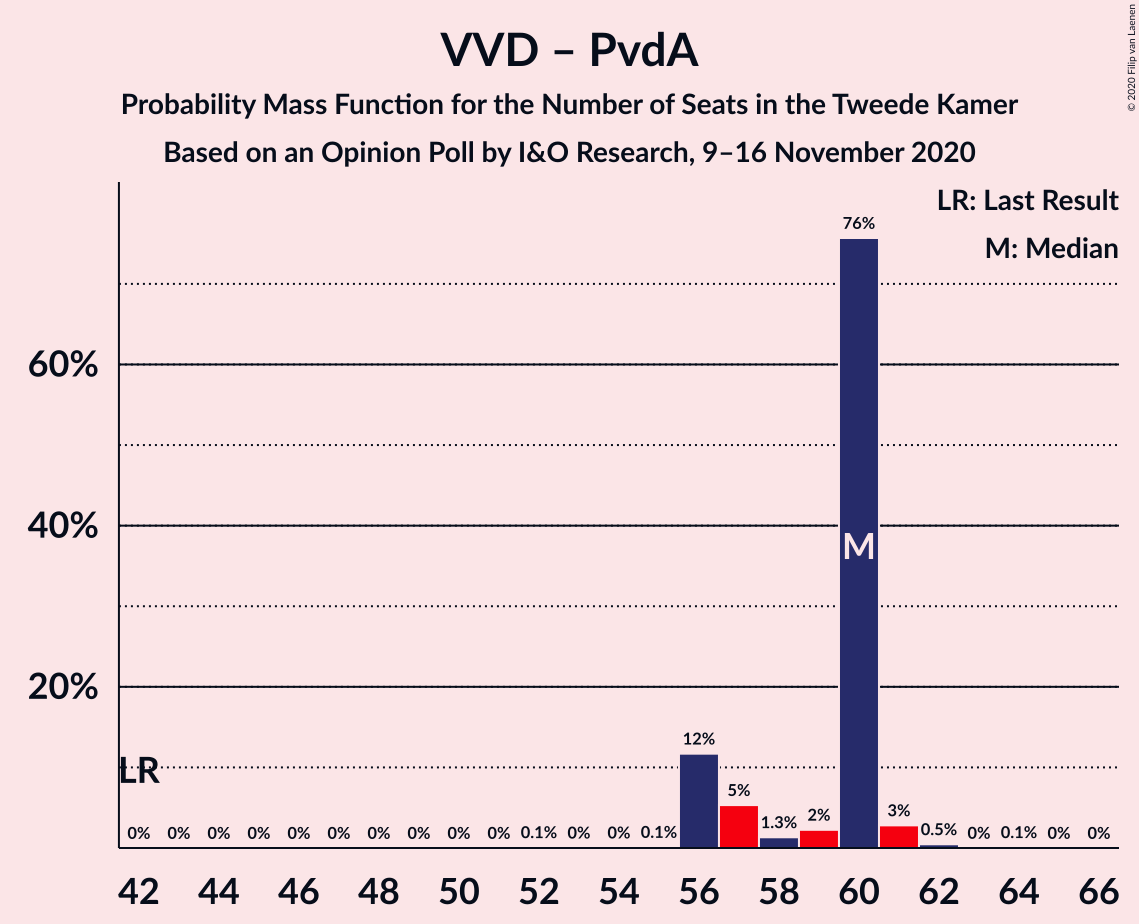 VVD – PvdA
Probability Mass Function for the Number of Seats in the Tweede Kamer
Based on an Opinion Poll by I&O Research, 9–16 November 2020
© 2020 Filip van Laenen
LR: Last Result
M: Median
76%
60%
40%
M
20%
12%
LR
5%
3%
0% 0% 0% 0% 0% 0% 0% 0% 0% 0% 0.1% 0% 0% 0.1% 1.3% 2% 0.5% 0% 0.1% 0% 0%
42 44 46 48 50 52 54 56 58 60 62 64 66